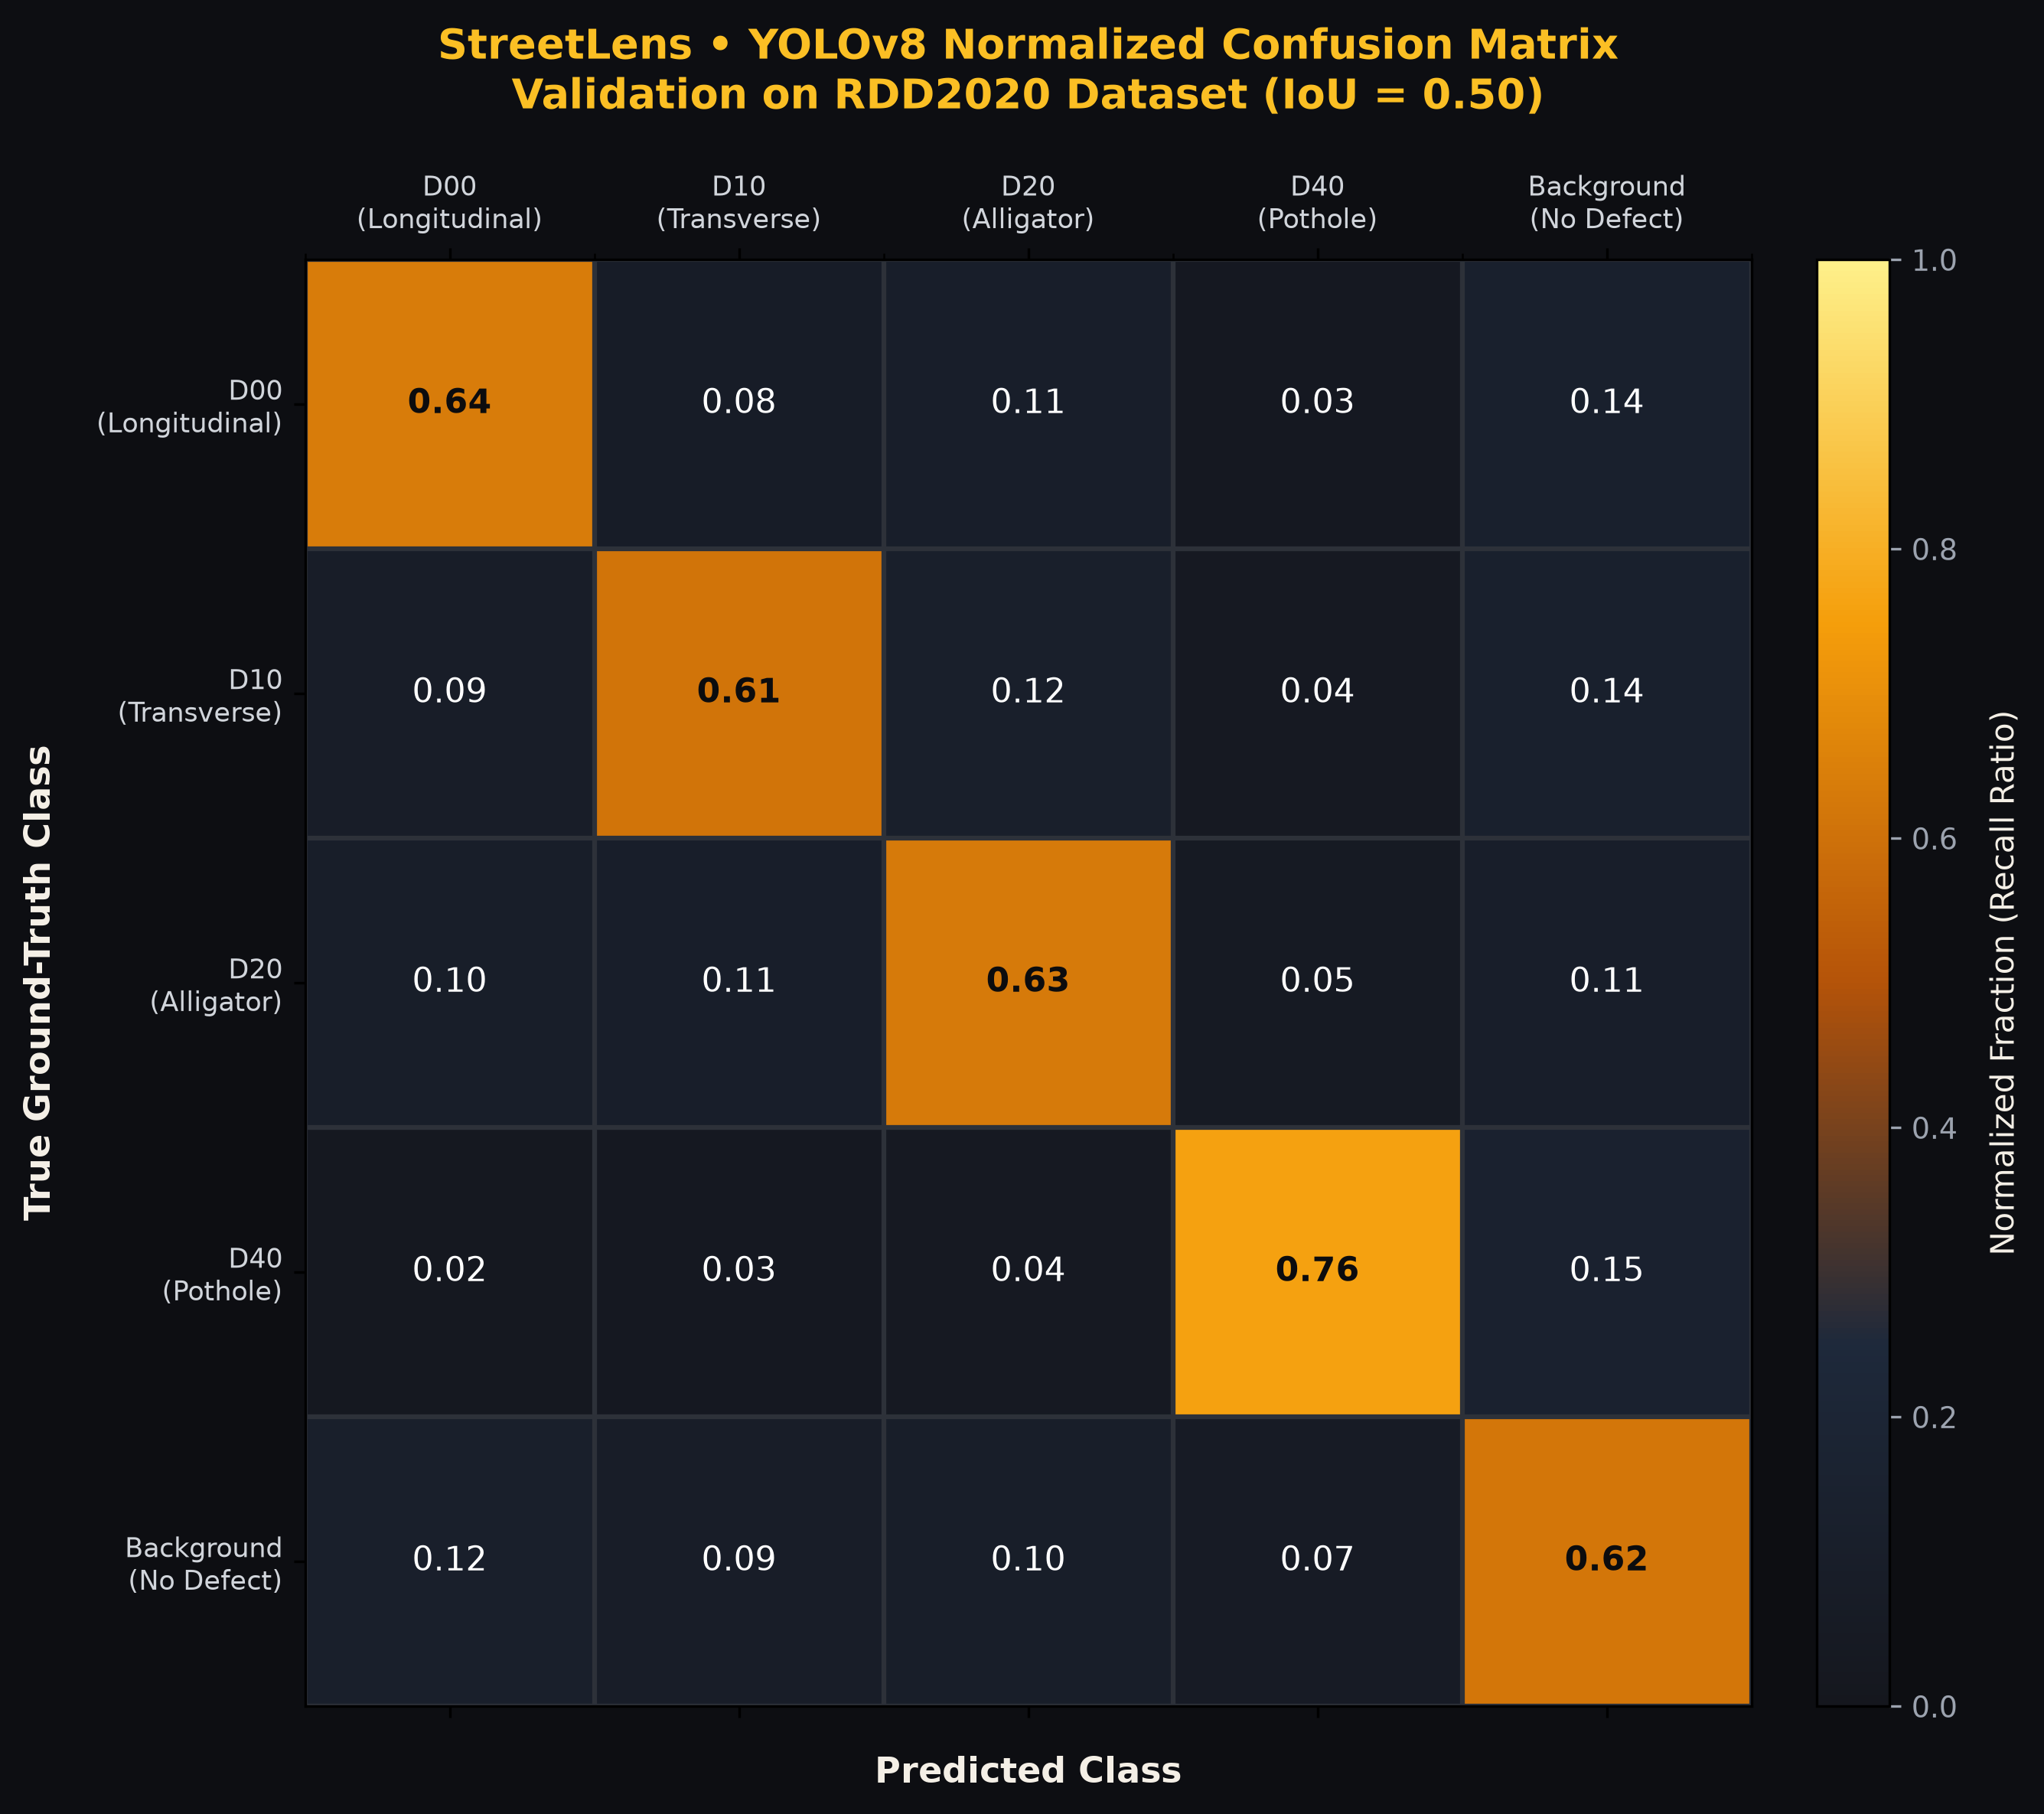 StreetLens • YOLOv8 Normalized Confusion Matrix
Validation on RDD2020 Dataset (IoU = 0.50)
D00 D10 D20 D40 Background
(Longitudinal) (Transverse) (Alligator) (Pothole) (No Defect)
D00
(Longitudinal)
0.64 0.08 0.11 0.03 0.14
D10
(Transverse)
0.09 0.61 0.12 0.04 0.14
D20
(Alligator)
0.10 0.11 0.63 0.05 0.11
D40
(Pothole)
0.02 0.03 0.04 0.76 0.15
Background
(No Defect)
0.12 0.09 0.10 0.07 0.62
True Ground-Truth Class
Predicted Class
1.0
0.8
0.6
0.4
0.2
0.0
Normalized Fraction (Recall Ratio)